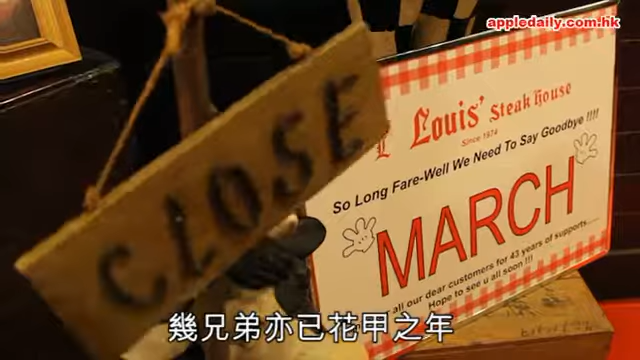 appledaily.com.hk
CLOSE
Louis' Steak House
Since 1974
So Long Fare-Well We Need To Say Goodbye !!!!
MARCH
all our dear customers for 43 years of supports......
Hope to see u all soon !!!
幾兄弟亦已花甲之年